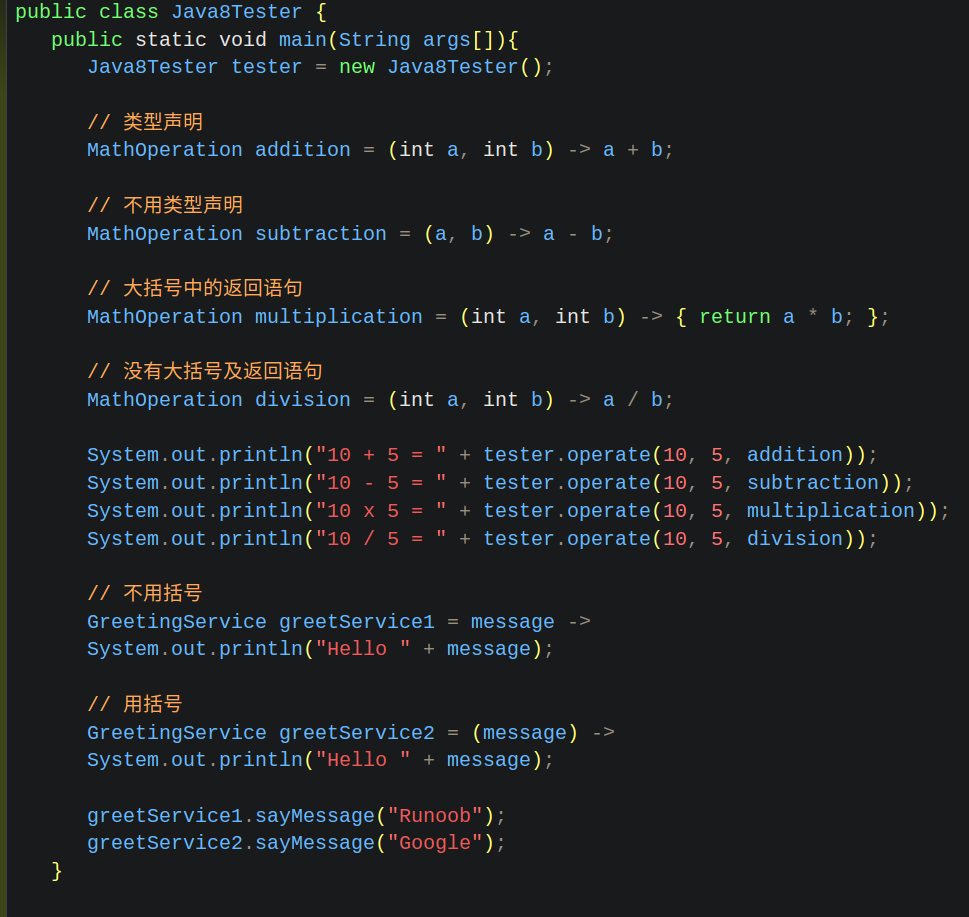 public class Java8Tester {
   public static void main(String args[]){
      Java8Tester tester = new Java8Tester();

      // 类型声明
      MathOperation addition = (int a, int b) -> a + b;

      // 不用类型声明
      MathOperation subtraction = (a, b) -> a - b;

      // 大括号中的返回语句
      MathOperation multiplication = (int a, int b) -> { return a * b; };

      // 没有大括号及返回语句
      MathOperation division = (int a, int b) -> a / b;

      System.out.println("10 + 5 = " + tester.operate(10, 5, addition));
      System.out.println("10 - 5 = " + tester.operate(10, 5, subtraction));
      System.out.println("10 x 5 = " + tester.operate(10, 5, multiplication));
      System.out.println("10 / 5 = " + tester.operate(10, 5, division));

      // 不用括号
      GreetingService greetService1 = message ->
      System.out.println("Hello " + message);

      // 用括号
      GreetingService greetService2 = (message) ->
      System.out.println("Hello " + message);

      greetService1.sayMessage("Runoob");
      greetService2.sayMessage("Google");
   }